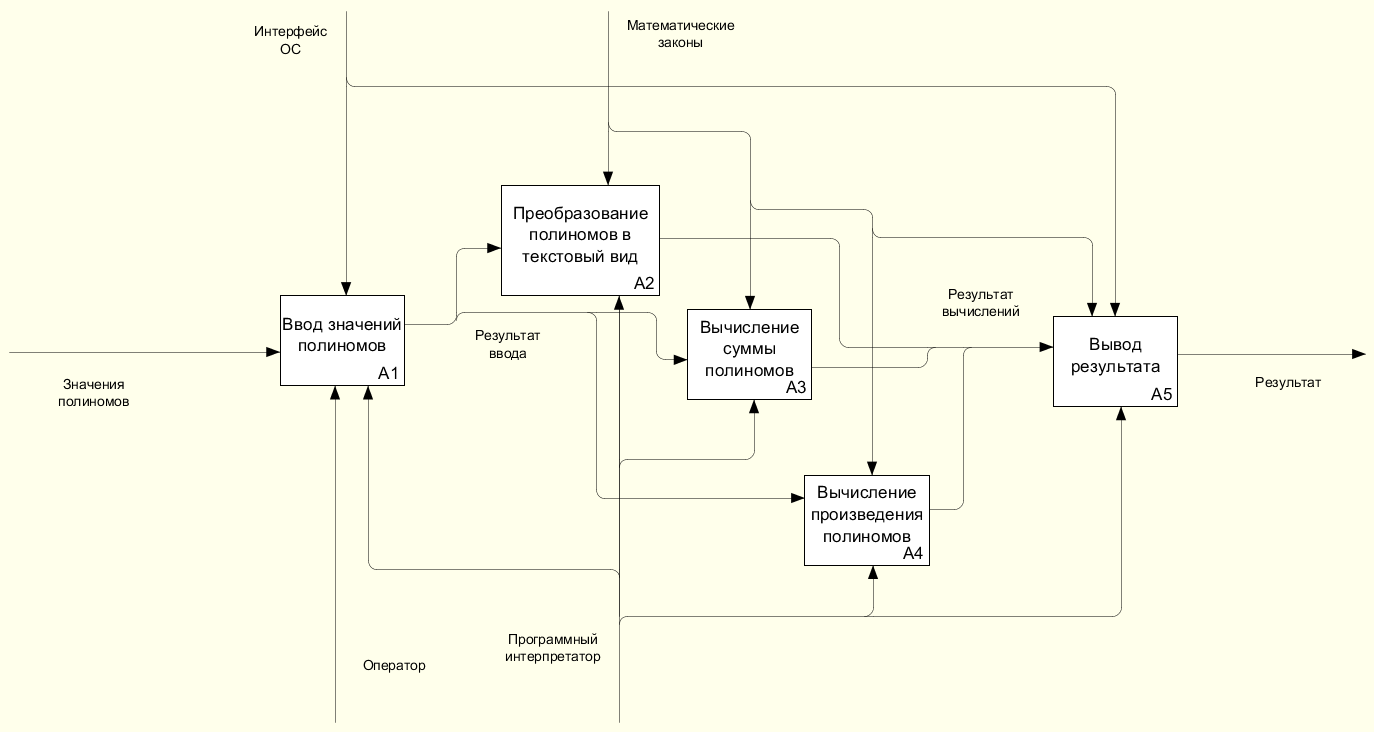 Интерфейс
ОС
Математические
законы
Преобразование
полиномов в
текстовый вид
A2
Ввод значений
полиномов
A1
Результат
ввода
Вычисление
суммы
полиномов
A3
Результат
вычислений
Вывод
результата
A5
Значения
полиномов
Результат
Вычисление
произведения
полиномов
A4
Оператор
Программный
интерпретатор